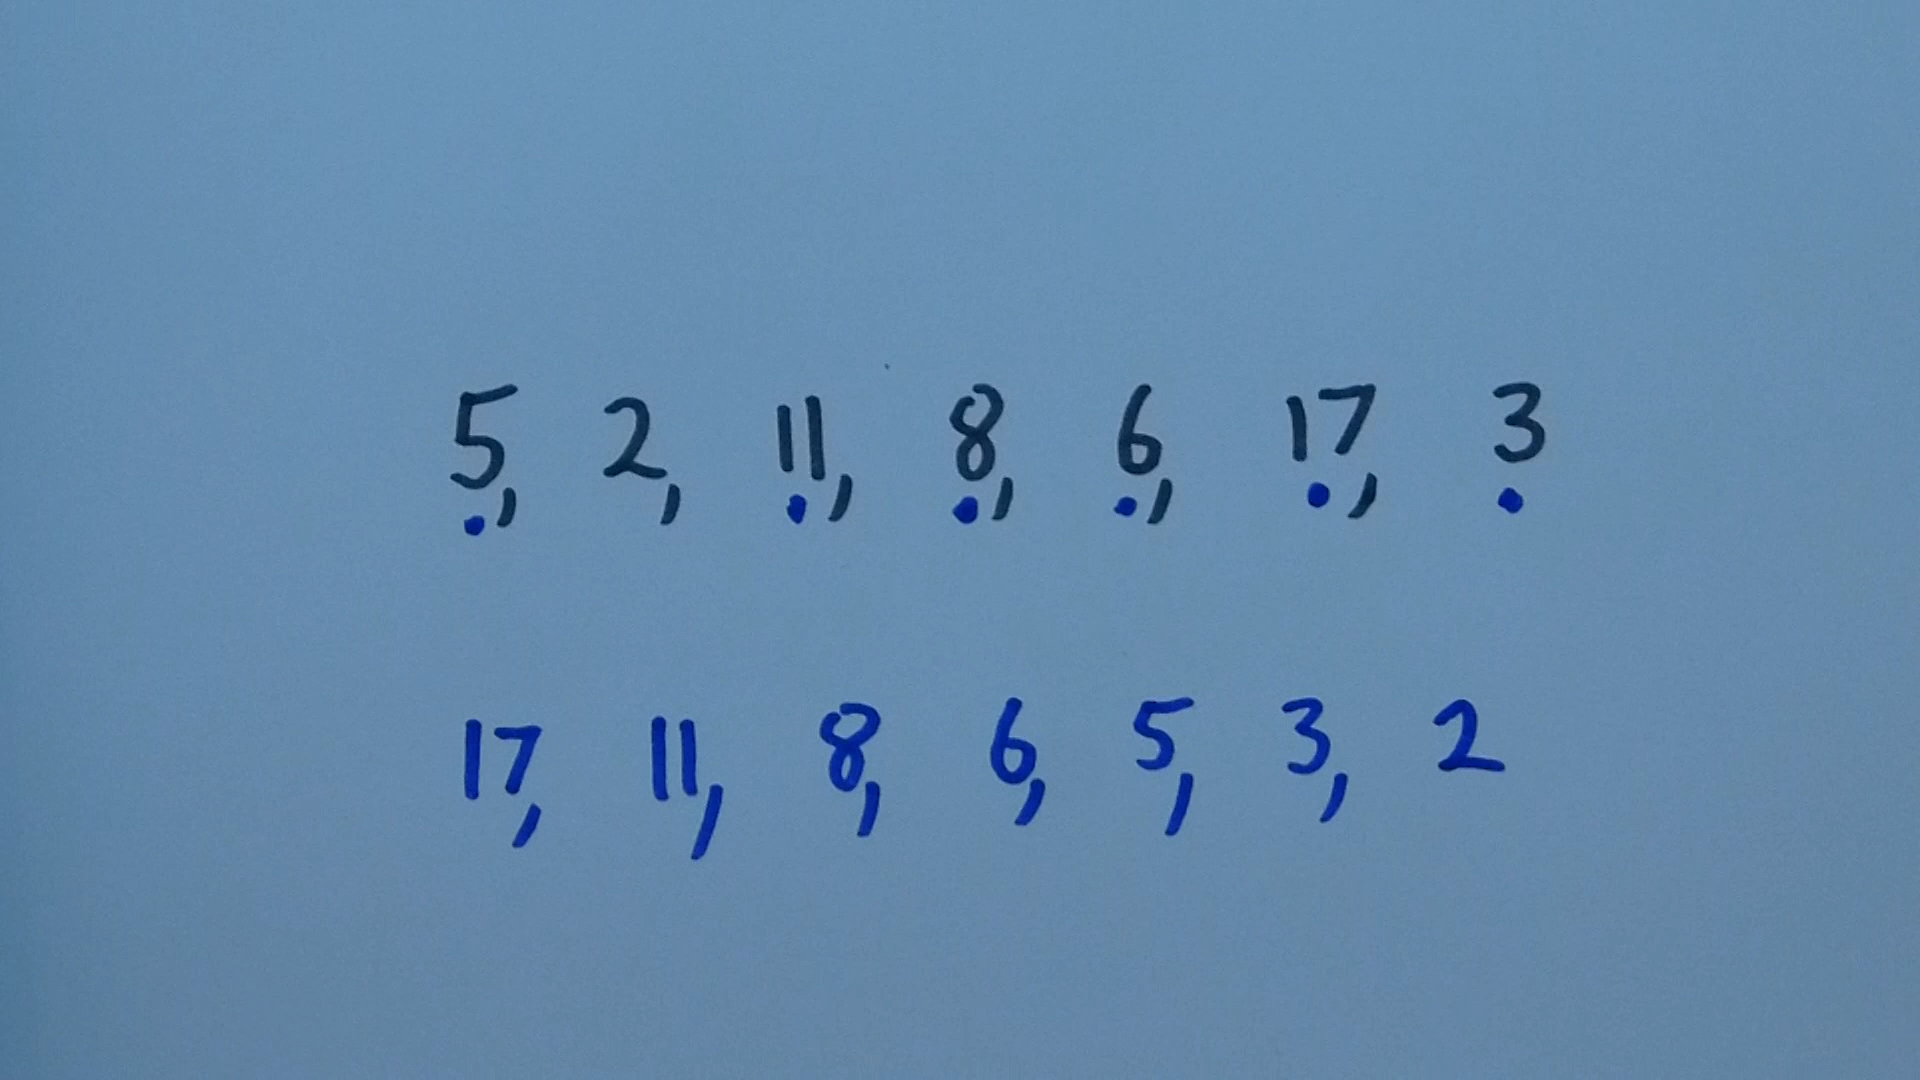 5, 2, 11, 8, 6, 17, 3
17, 11, 8, 6, 5, 3, 2